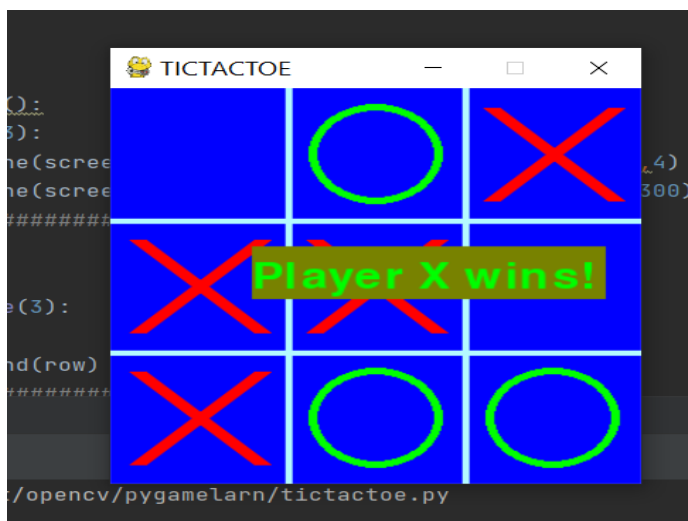 TICTACTOE
():
3):
ne(scree
,4)
ne(scree
300)
#########
Player X wins!
e(3):
nd(row)
#########
t/opencv/pygamelarn/tictactoe.py